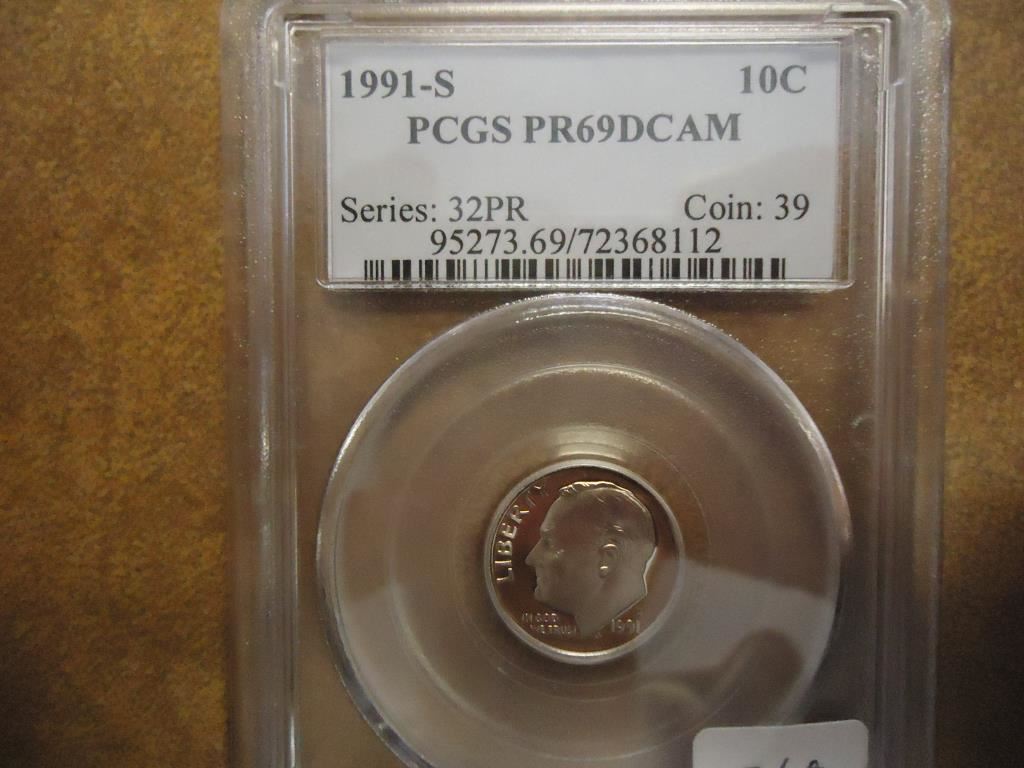 1991-S 10C
PCGS PR69DCAM
Series: 32PR Coin: 39
95273.69/72368112
LIBERTY
IN GOD
WE TRUST
1991